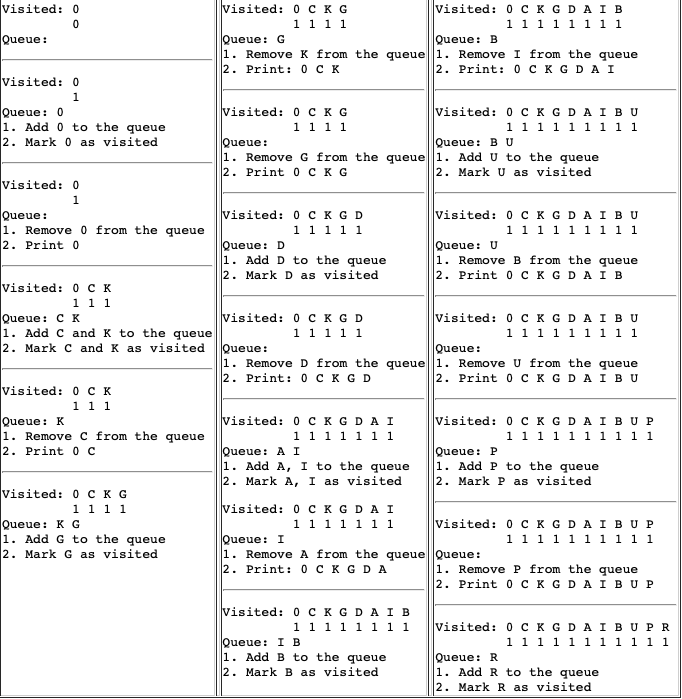 Visited: 0
0
Queue:
Visited: 0
1
Queue: 0
1. Add 0 to the queue
2. Mark 0 as visited
Visited: 0
1
Queue:
1. Remove 0 from the queue
2. Print 0
Visited: 0 C K
1 1 1
Queue: C K
1. Add C and K to the queue
2. Mark C and K as visited
Visited: 0 C K
1 1 1
Queue: K
1. Remove C from the queue
2. Print 0 C
Visited: 0 C K G
1 1 1 1
Queue: K G
1. Add G to the queue
2. Mark G as visited
Visited: 0 C K G
1 1 1 1
Queue: G
1. Remove K from the queue
2. Print: 0 C K
Visited: 0 C K G
1 1 1 1
Queue:
1. Remove G from the queue
2. Print 0 C K G
Visited: 0 C K G D
1 1 1 1 1
Queue: D
1. Add D to the queue
2. Mark D as visited
Visited: 0 C K G D
1 1 1 1 1
Queue:
1. Remove D from the queue
2. Print: 0 C K G D
Visited: 0 C K G D A I
1 1 1 1 1 1 1
Queue: A I
1. Add A, I to the queue
2. Mark A, I as visited
Visited: 0 C K G D A I
1 1 1 1 1 1 1
Queue: I
1. Remove A from the queue
2. Print: 0 C K G D A
Visited: 0 C K G D A I B
1 1 1 1 1 1 1 1
Queue: I B
1. Add B to the queue
2. Mark B as visited
Visited: 0 C K G D A I B
1 1 1 1 1 1 1 1
Queue: B
1. Remove I from the queue
2. Print: 0 C K G D A I
Visited: 0 C K G D A I B U
1 1 1 1 1 1 1 1 1
Queue: B U
1. Add U to the queue
2. Mark U as visited
Visited: 0 C K G D A I B U
1 1 1 1 1 1 1 1 1
Queue: U
1. Remove B from the queue
2. Print 0 C K G D A I B
Visited: 0 C K G D A I B U
1 1 1 1 1 1 1 1 1
Queue:
1. Remove U from the queue
2. Print 0 C K G D A I B U
Visited: 0 C K G D A I B U P
1 1 1 1 1 1 1 1 1 1
Queue: P
1. Add P to the queue
2. Mark P as visited
Visited: 0 C K G D A I B U P
1 1 1 1 1 1 1 1 1 1
Queue:
1. Remove P from the queue
2. Print 0 C K G D A I B U P
Visited: 0 C K G D A I B U P R
1 1 1 1 1 1 1 1 1 1 1
Queue: R
1. Add R to the queue
2. Mark R as visited